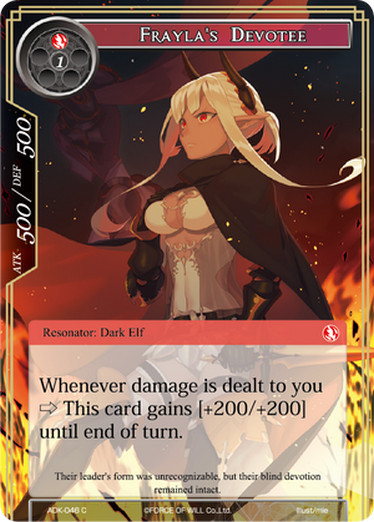 Frayla's Devotee
1
ATK 500 / DEF 500
Resonator: Dark Elf
Whenever damage is dealt to you
⇨ This card gains [+200/+200]
until end of turn.
Their leader's form was unrecognizable, but their blind devotion
remained intact.
ADK-046 C ©FORCE OF WILL Co.,Ltd. Illust/mie